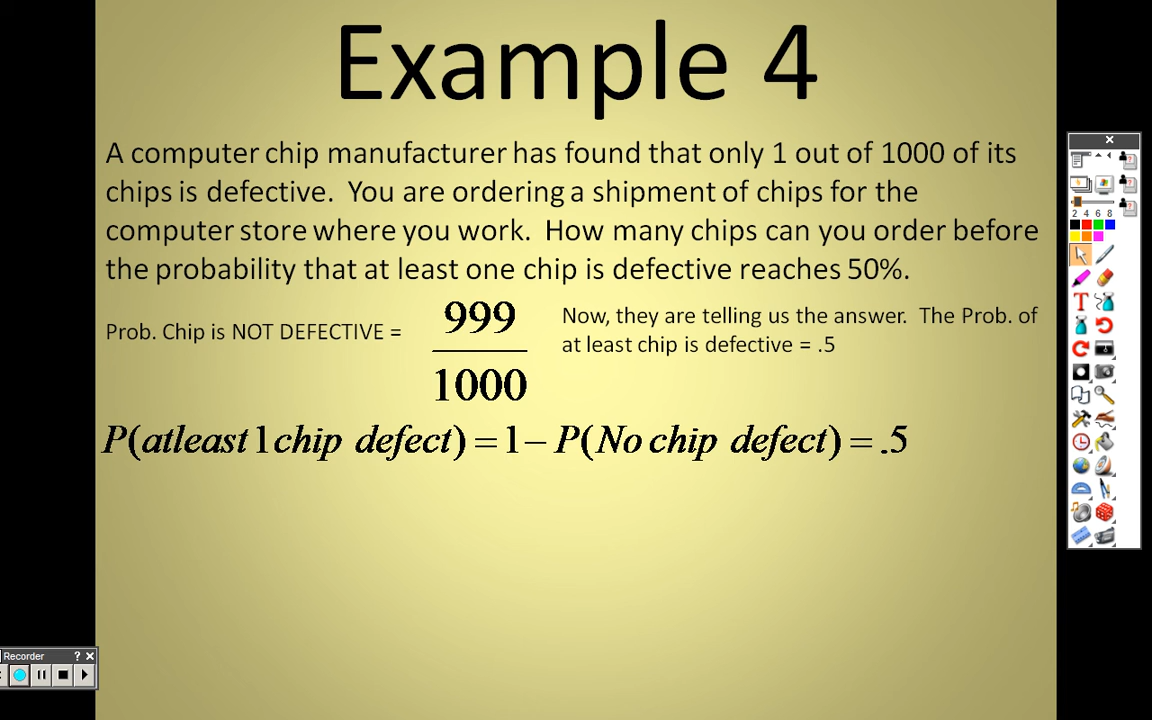 Example 4
A computer chip manufacturer has found that only 1 out of 1000 of its
chips is defective. You are ordering a shipment of chips for the
computer store where you work. How many chips can you order before
the probability that at least one chip is defective reaches 50%.
Prob. Chip is NOT DEFECTIVE =
999
1000
Now, they are telling us the answer. The Prob. of
at least chip is defective = .5
P(atleast 1 chip defect) = 1 – P(No chip defect) = .5
2 4 6 8
T
Recorder ? ×